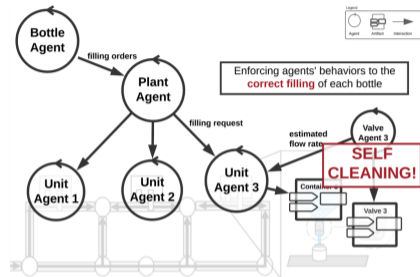 Legend
Agent
Artifact
Interaction
Bottle
Agent
filling orders
Plant
Agent
Enforcing agents' behaviors to the
correct filling of each bottle
filling request
estimated
flow rate
Valve
Agent 3
SELF
CLEANING!
Unit
Agent 1
Unit
Agent 2
Unit
Agent 3
Container
Valve 3